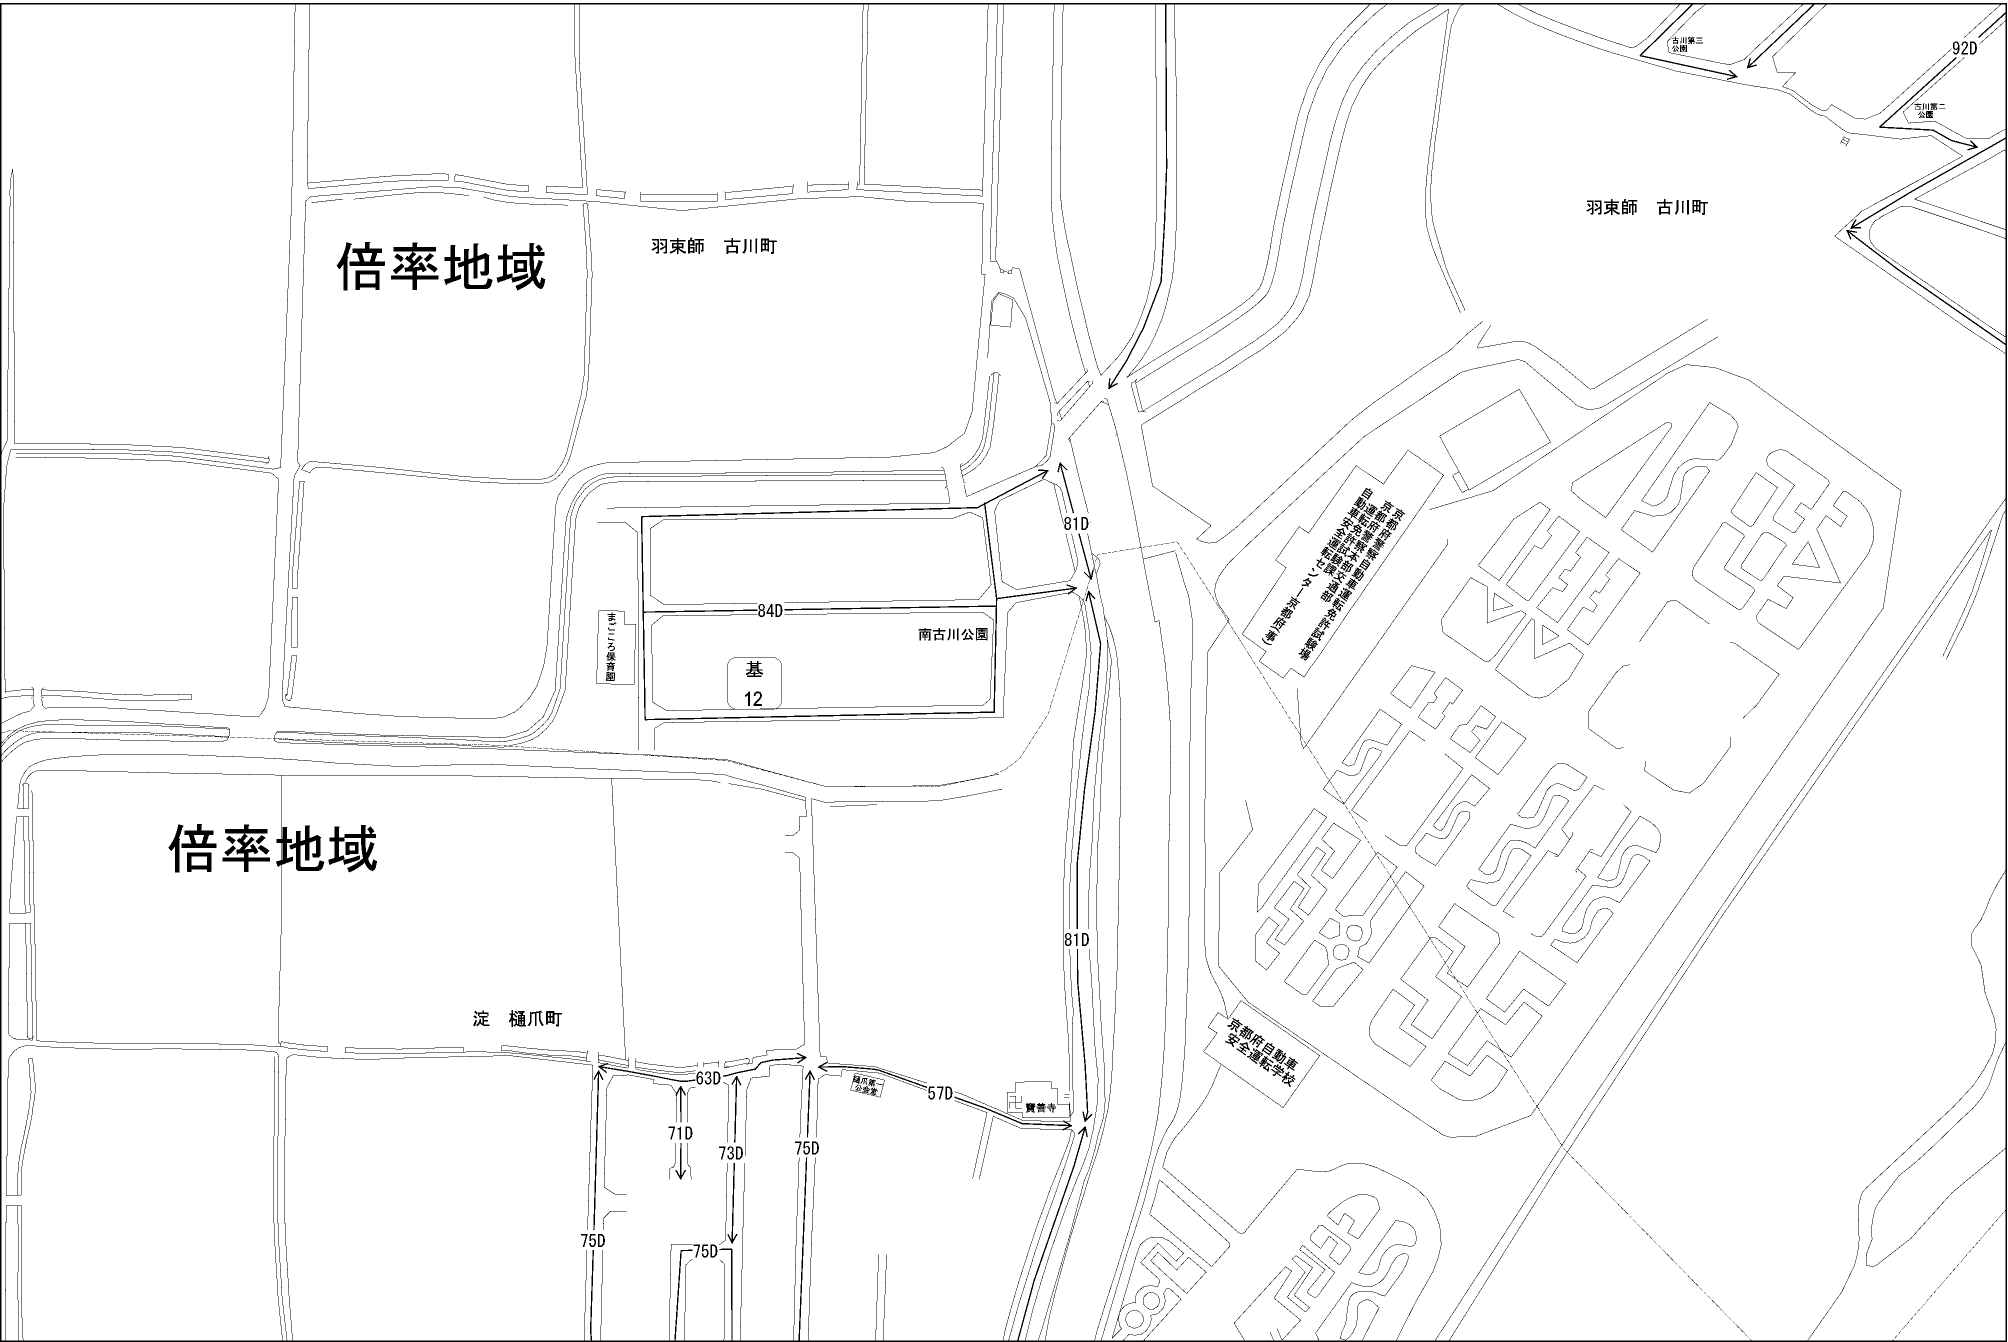 古川第三
公園
92D
古川第二
公園
羽束師　古川町
羽束師　古川町
倍率地域
81D
京都府警察自動車運転免許試験場
京都府警察本部交通部
自動車運転免許試験課
安全運転センター京都府(事)
84D
まごころ保育園
南古川公園
基
12
倍率地域
81D
淀　樋爪町
京都府自動車
安全運転学校
63D
樋爪第一
公会堂
57D
寶善寺
71D
73D
75D
75D
75D